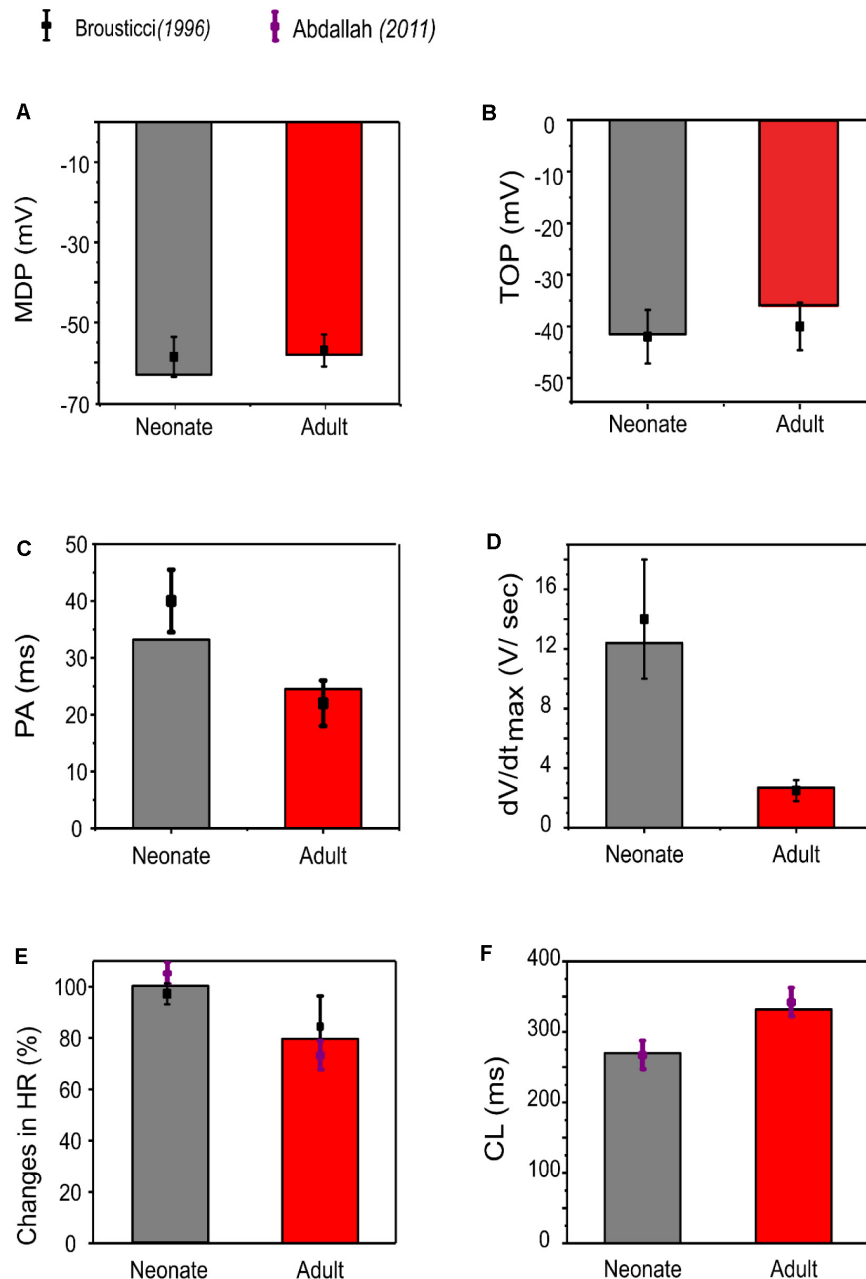 Brousticci(1996) Abdallah (2011)
A
MDP (mV)
-10
-30
-50
-70
Neonate Adult
B
TOP (mV)
0
-10
-20
-30
-40
-50
Neonate Adult
C
PA (ms)
50
40
30
20
10
0
Neonate Adult
D
dV/dtmax (V/ sec)
16
12
8
4
0
Neonate Adult
E
Changes in HR (%)
100
80
60
40
20
0
Neonate Adult
F
CL (ms)
400
300
200
100
0
Neonate Adult